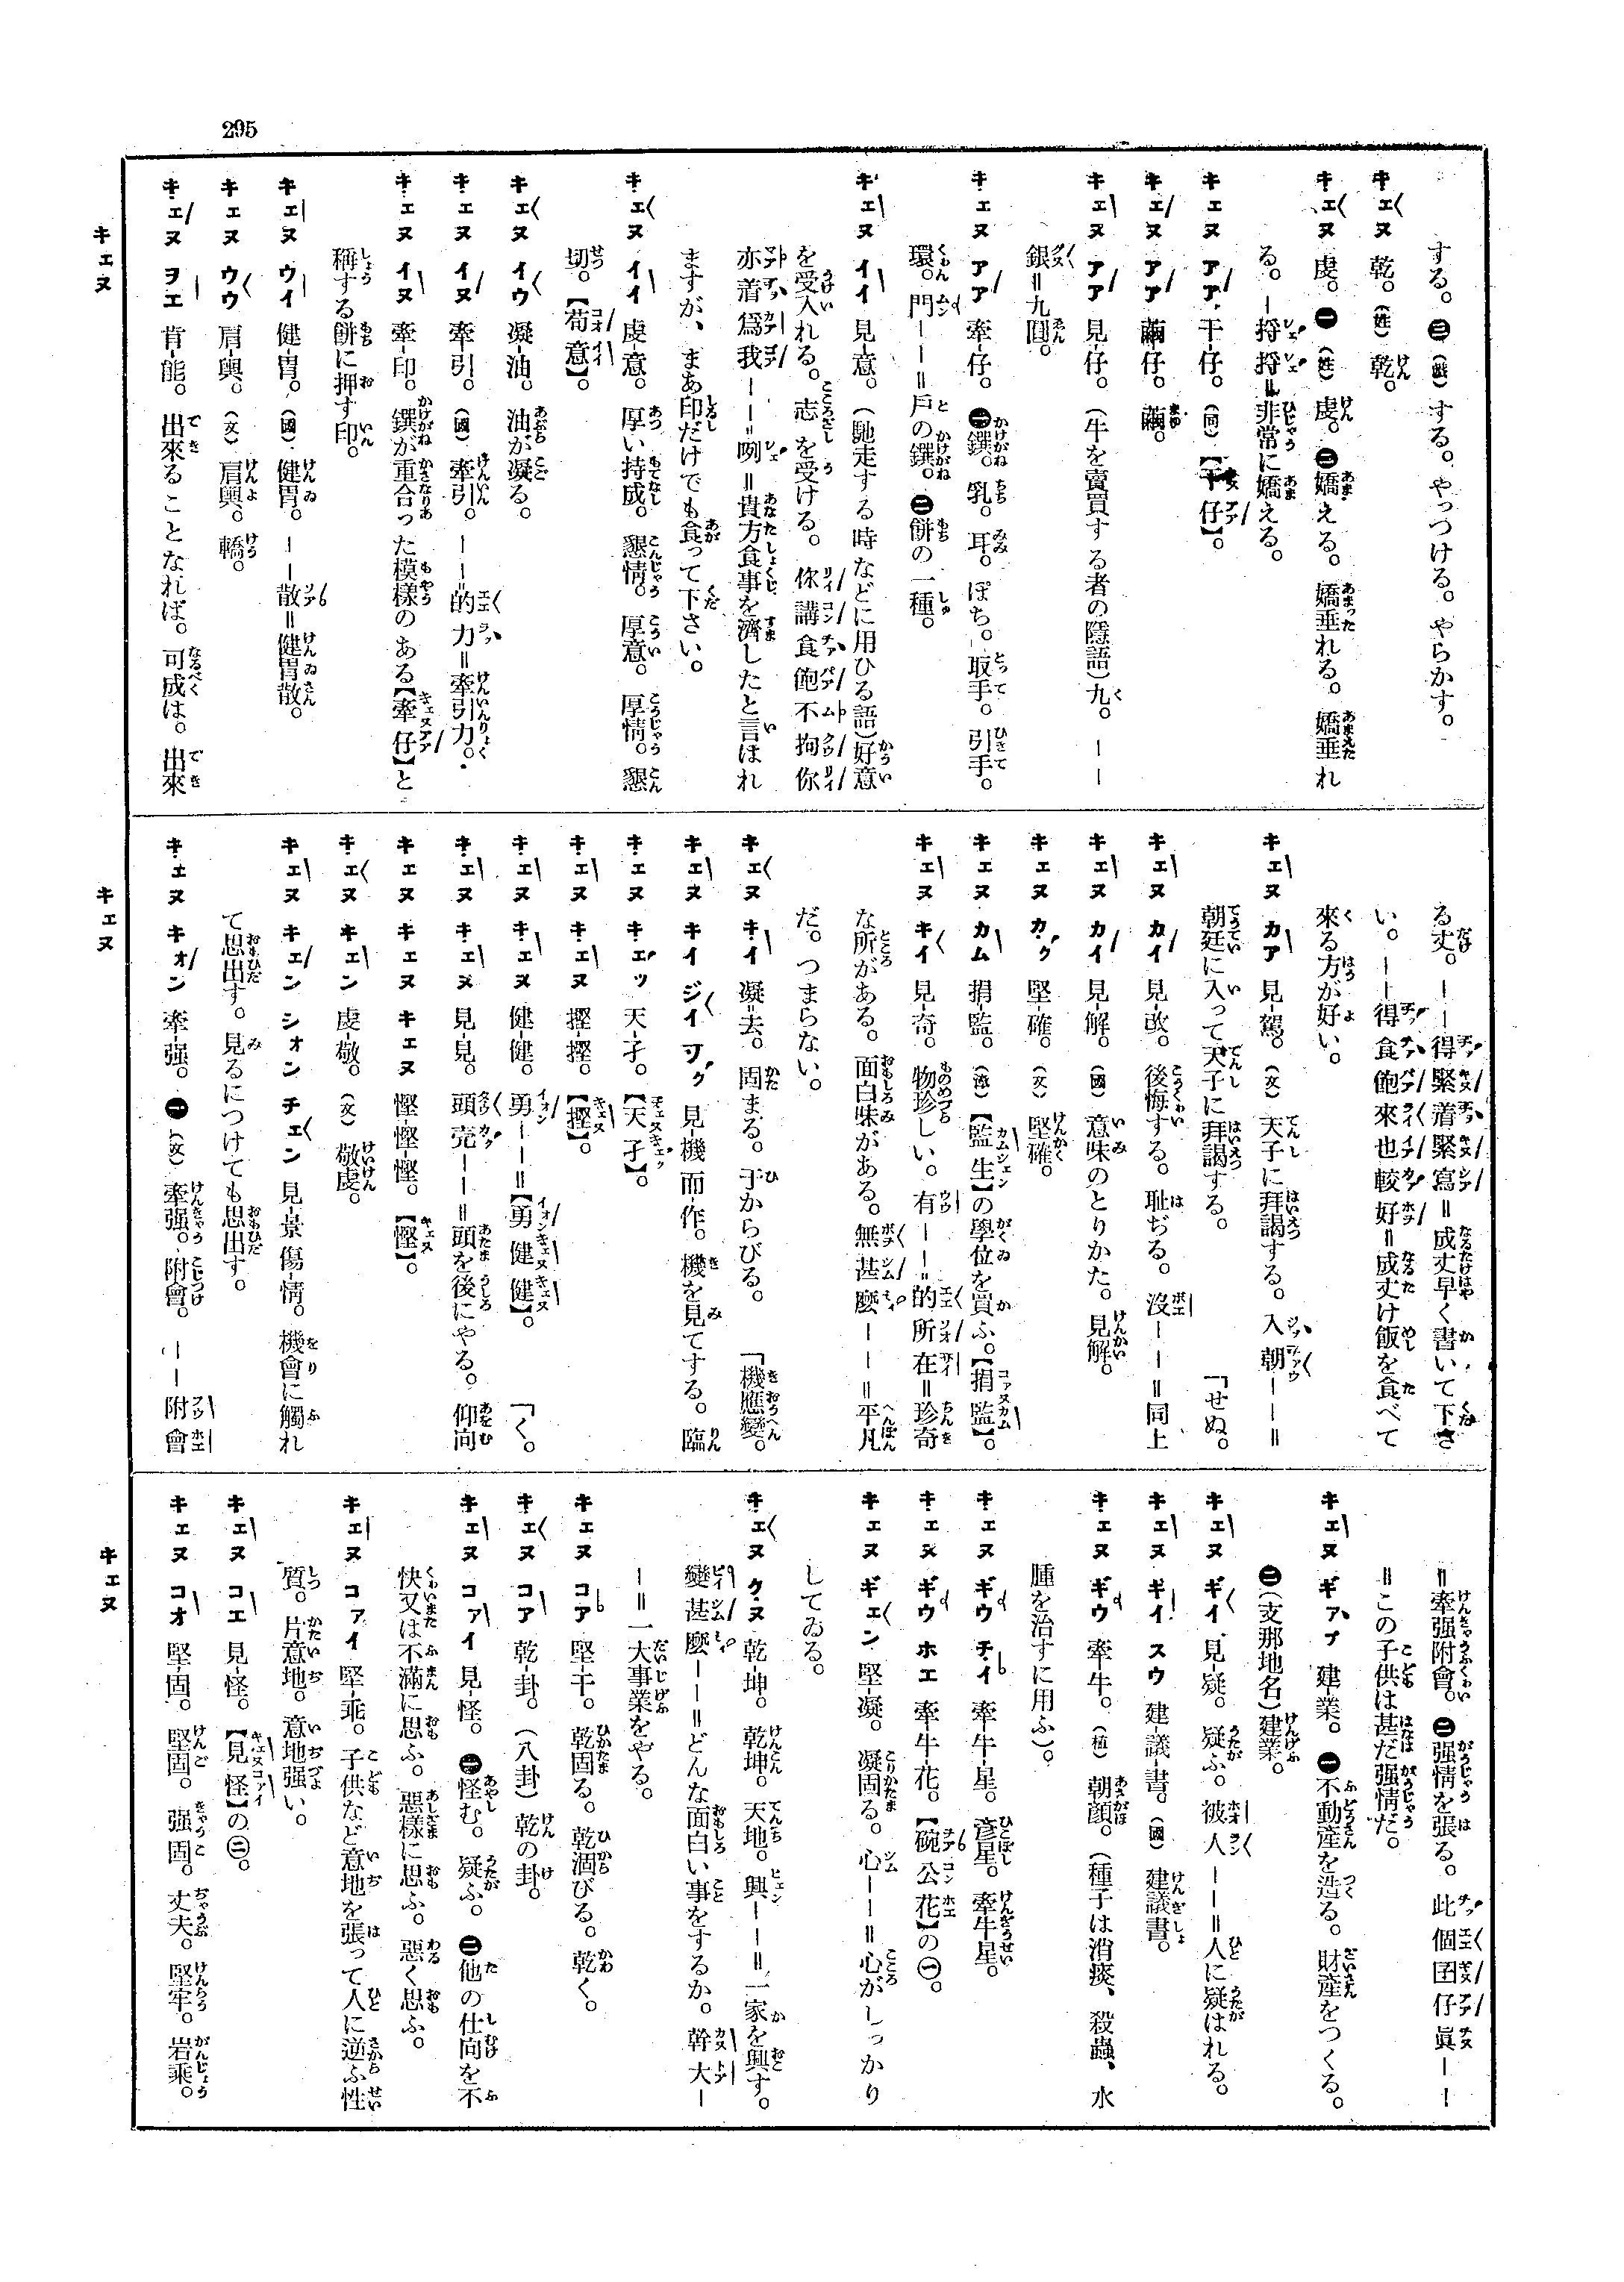 295
する。㊂（戯）する。やっつける。やらかす。
キェヌ 乾。（姓）乾。
キェヌ 虔。㊀（姓）虔。㊁嬌える。嬌垂れる。嬌垂れ
る。－捋捋＝非常に嬌える。
キェヌ アア 干仔。（同）【干仔】。
キェヌ アア 繭仔。繭。
キェヌ アア 見仔。（牛を賣買する者の隱語）九。－－
銀＝九圓。
キェヌ アア 牽仔。㊀鐉。乳。耳。ぽち。取手。引手。
環。門－－＝戶の鐉。㊁餅の一種。
キェヌ イイ 見意。（馳走する時などに用ひる語）好意
を受入れる。志を受ける。你講食飽不拘你
亦着爲我－－＝咧＝貴方食事を濟したと言はれ
ますが、まあ印だけでも食って下さい。
キェヌ イイ 虔意。厚い持成。懇情。厚意。厚情。懇
切。【荀意】。
キェヌ イウ 凝油。油が凝る。
キェヌ イヌ 牽引。（國）牽引。－－的力＝牽引力。
キェヌ イヌ 牽印。鐉が重合った模樣のある【牽仔】と
稱する餅に押す印。
キェヌ ウイ 健胃。（國）健胃。－－散＝健胃散。
キェヌ ウウ 肩輿。（文）肩輿。轎。
キェヌ ヲエ 肯能。出來ることなれば。可成は。出來
る丈。－－得緊着緊寫＝成丈早く書いて下さ
い。－－得食飽來也較好＝成丈け飯を食べて
來る方が好い。
キェヌ カア 見駕。（文）天子に拜謁する。入朝－－＝
朝廷に入って天子に拜謁する。「せぬ。
キェヌ カイ 見改。後悔する。耻ぢる。沒－－＝同上
キェヌ カイ 見解。（國）意味のとりかた。見解。
キェヌ カク 堅確。（文）堅確。
キェヌ カム 捐監。【監生】の學位を買ふ。【捐監】。
キェヌ キイ 見奇。物珍しい。有－－＝的所在＝珍奇
な所がある。面白味がある。無甚麼－－＝平凡
だ。つまらない。
キェヌ キイ 凝去。固まる。干からびる。「機應變。
キェヌ キイ ジイ ソク 見機而作。機を見てする。臨
キェヌ キェッ 天孑。【天孑】。
キェヌ キェヌ 摼摼。【摼】。
キェヌ キェヌ 健健。勇－－＝【勇健健】。「く。
キェヌ キェヌ 見見。頭壳－－＝頭を後にやる。仰向
キェヌ キェヌ キェヌ 慳慳慳。【慳】。
キェヌ キェン 虔敬。（文）敬虔。
キェヌ キェン シォン チェン 見景傷情。機會に觸れ
て思出す。見るにつけても思出す。
キェヌ キォン 牽强。㊀（文）牽强。附會。－－附會
＝牽强附會。㊁强情を張る。此個囝仔眞－－
＝この子供は甚だ强情だ。
キェヌ ギァプ 建業。㊀不動產を造る。財產をつくる。
㊁（支那地名）建業。
キェヌ ギイ 見疑。疑ふ。被人－－＝人に疑はれる。
キェヌ ギイ スウ 建議書。（國）建議書。
キェヌ ギウ 牽牛。（植）朝顏。（種子は消痰、殺蟲、水
腫を治すに用ふ）。
キェヌ ギウ チイ 牽牛星。彥星。牽牛星。
キェヌ ギウ ホエ 牽牛花。【碗公花】の㊀。
キェヌ ギェン 堅凝。凝固る。心－－＝心がしっかり
してゐる。
キェヌ クヌ 乾坤。乾坤。天地。興－－＝一家を興す。
變甚麼－－＝どんな面白い事をするか。幹大－
－＝一大事業をやる。
キェヌ コア 堅干。乾固る。乾涸びる。乾く。
キェヌ コア 乾卦。（八卦）乾の卦。
キェヌ コァイ 見怪。㊀怪む。疑ふ。㊁他の仕向を不
快又は不滿に思ふ。惡樣に思ふ。惡く思ふ。
キェヌ コァイ 堅乖。子供など意地を張って人に逆ふ性
質。片意地。意地强い。
キェヌ コエ 見怪。【見怪】の㊁。
キェヌ コオ 堅固。堅固。强固。丈夫。堅牢。岩乘。
キェヌ
キェヌ
キェヌ